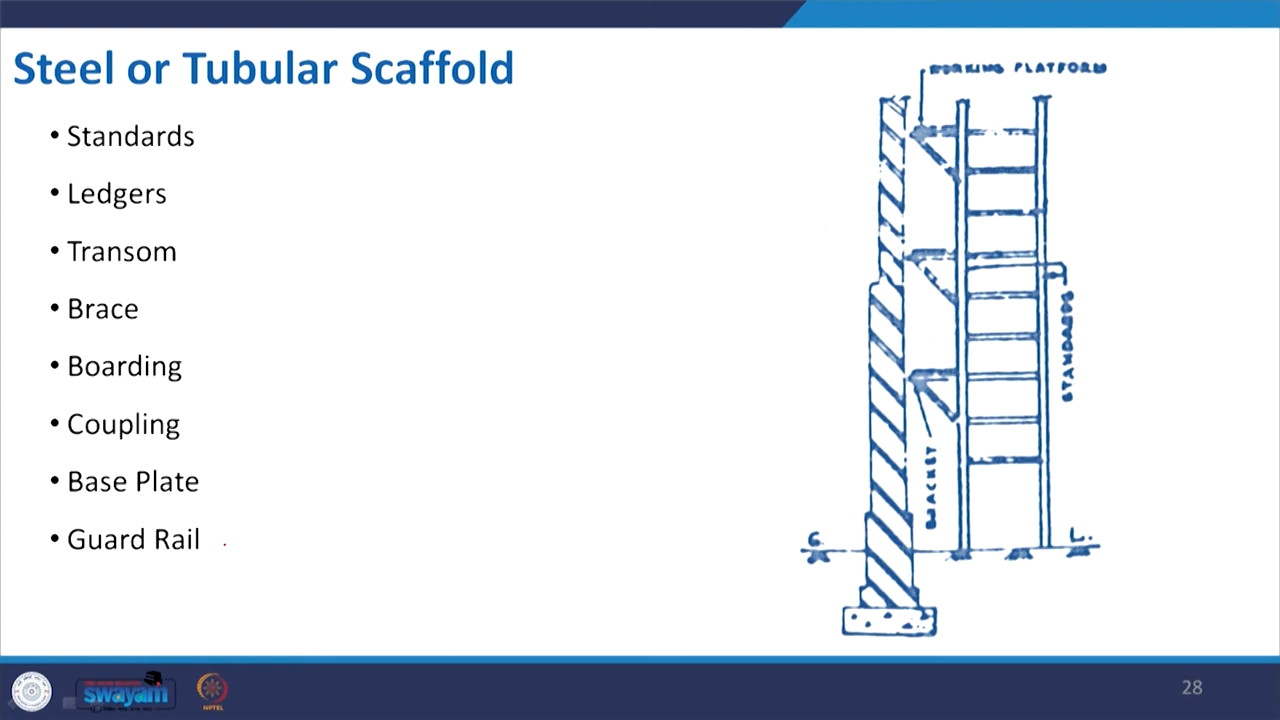 Steel or Tubular Scaffold
• Standards
• Ledgers
• Transom
• Brace
• Boarding
• Coupling
• Base Plate
• Guard Rail
WORKING PLATFORM
STANDARDS
BRACKET
G. L.
swayam
NPTEL
28